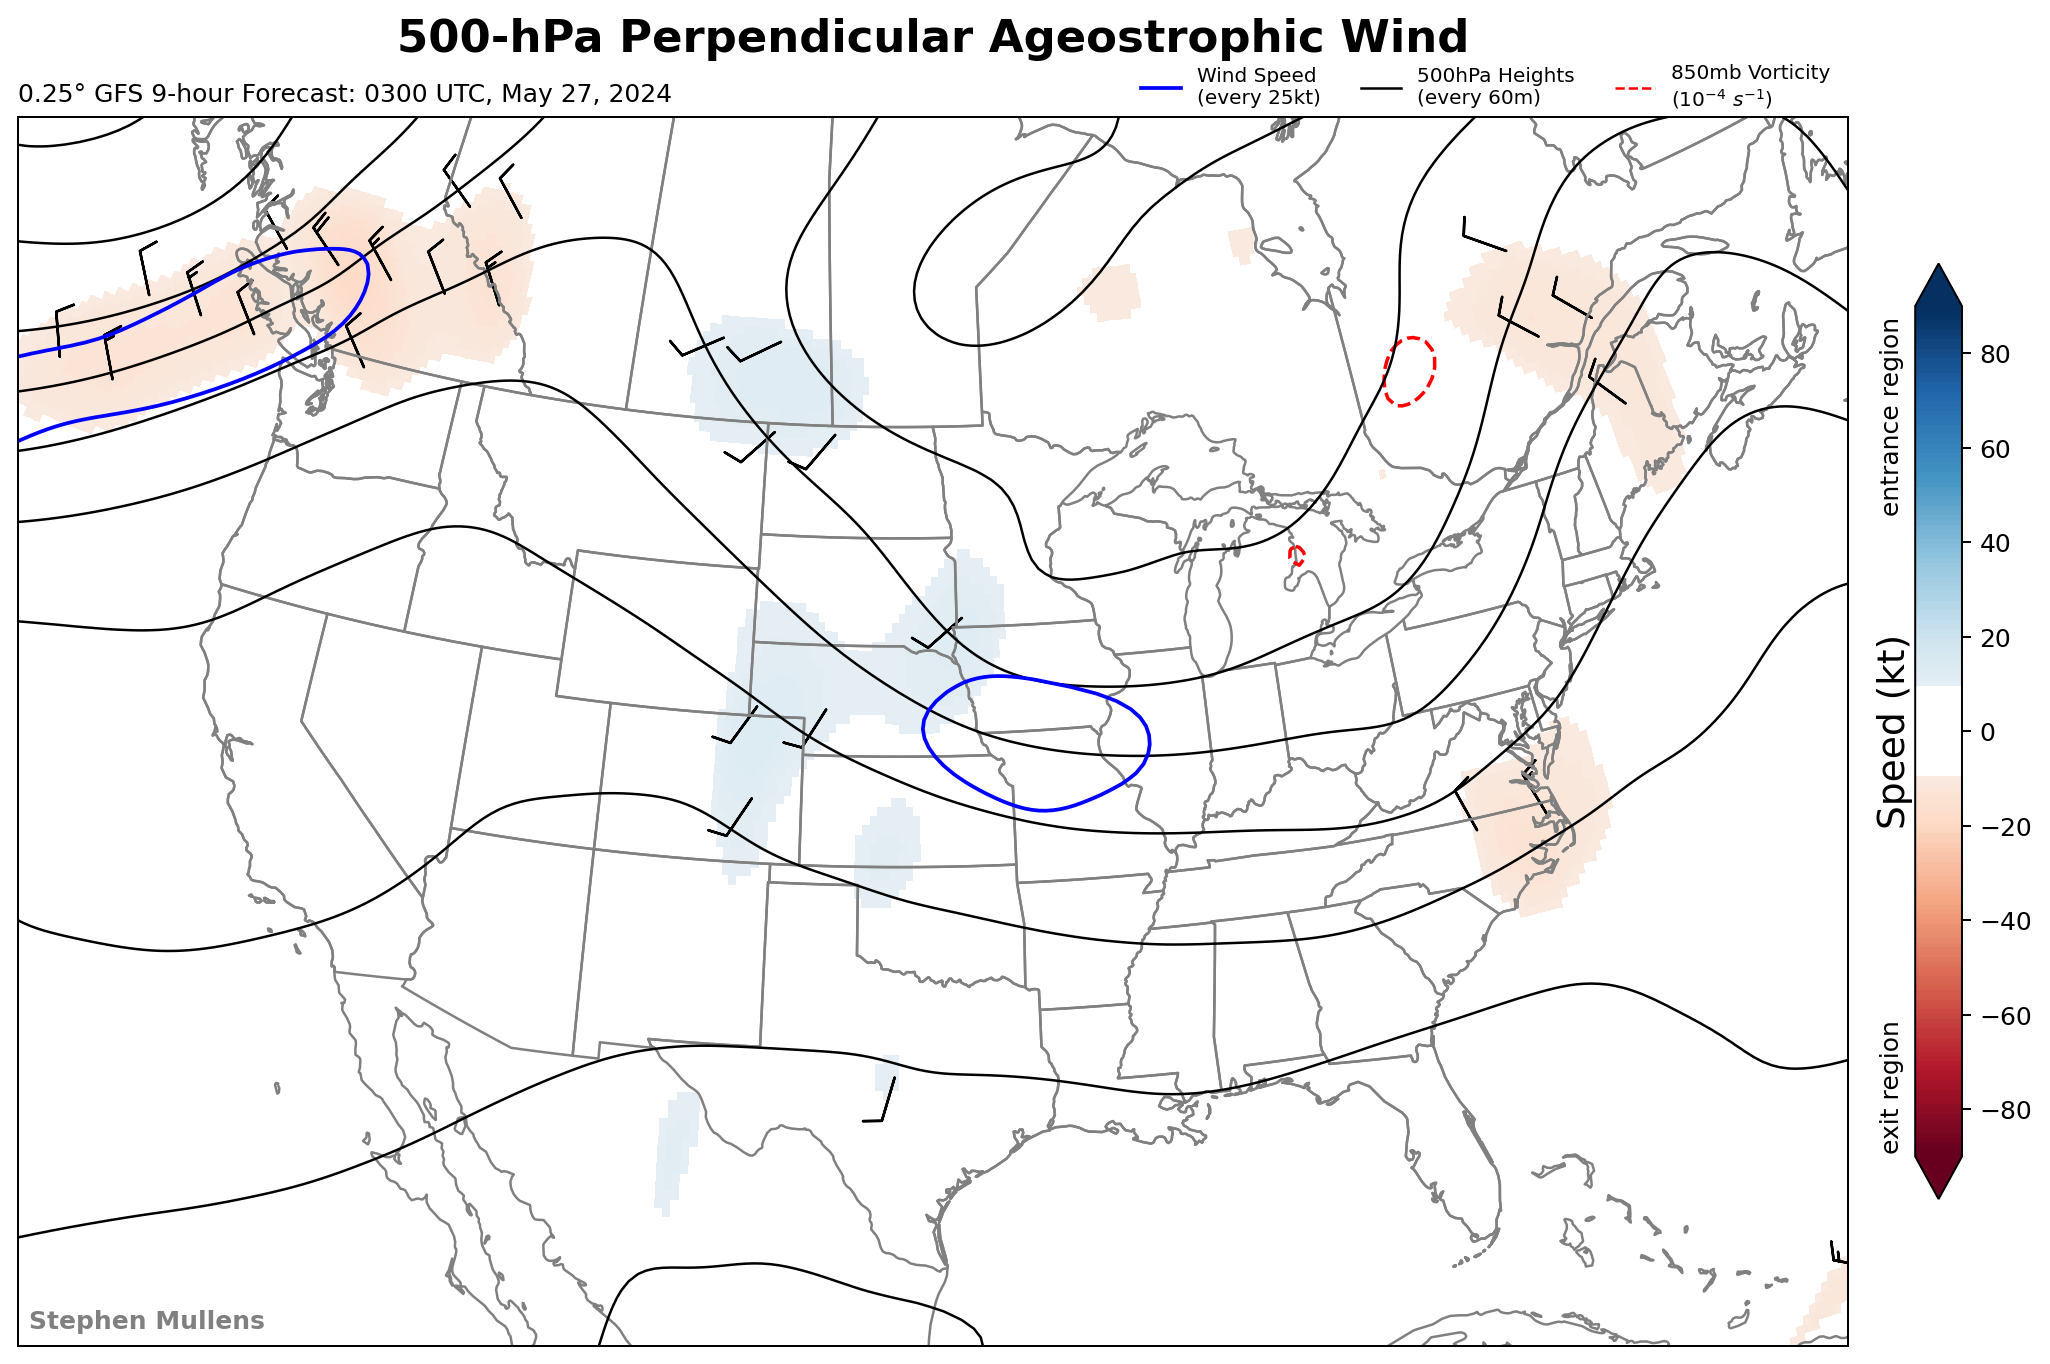 500-hPa Perpendicular Ageostrophic Wind
0.25° GFS 9-hour Forecast: 0300 UTC, May 27, 2024
Wind Speed
(every 25kt)
500hPa Heights
(every 60m)
850mb Vorticity
(10⁻⁴ s⁻¹)
entrance region
exit region
Speed (kt)
80
60
40
20
0
−20
−40
−60
−80
Stephen Mullens